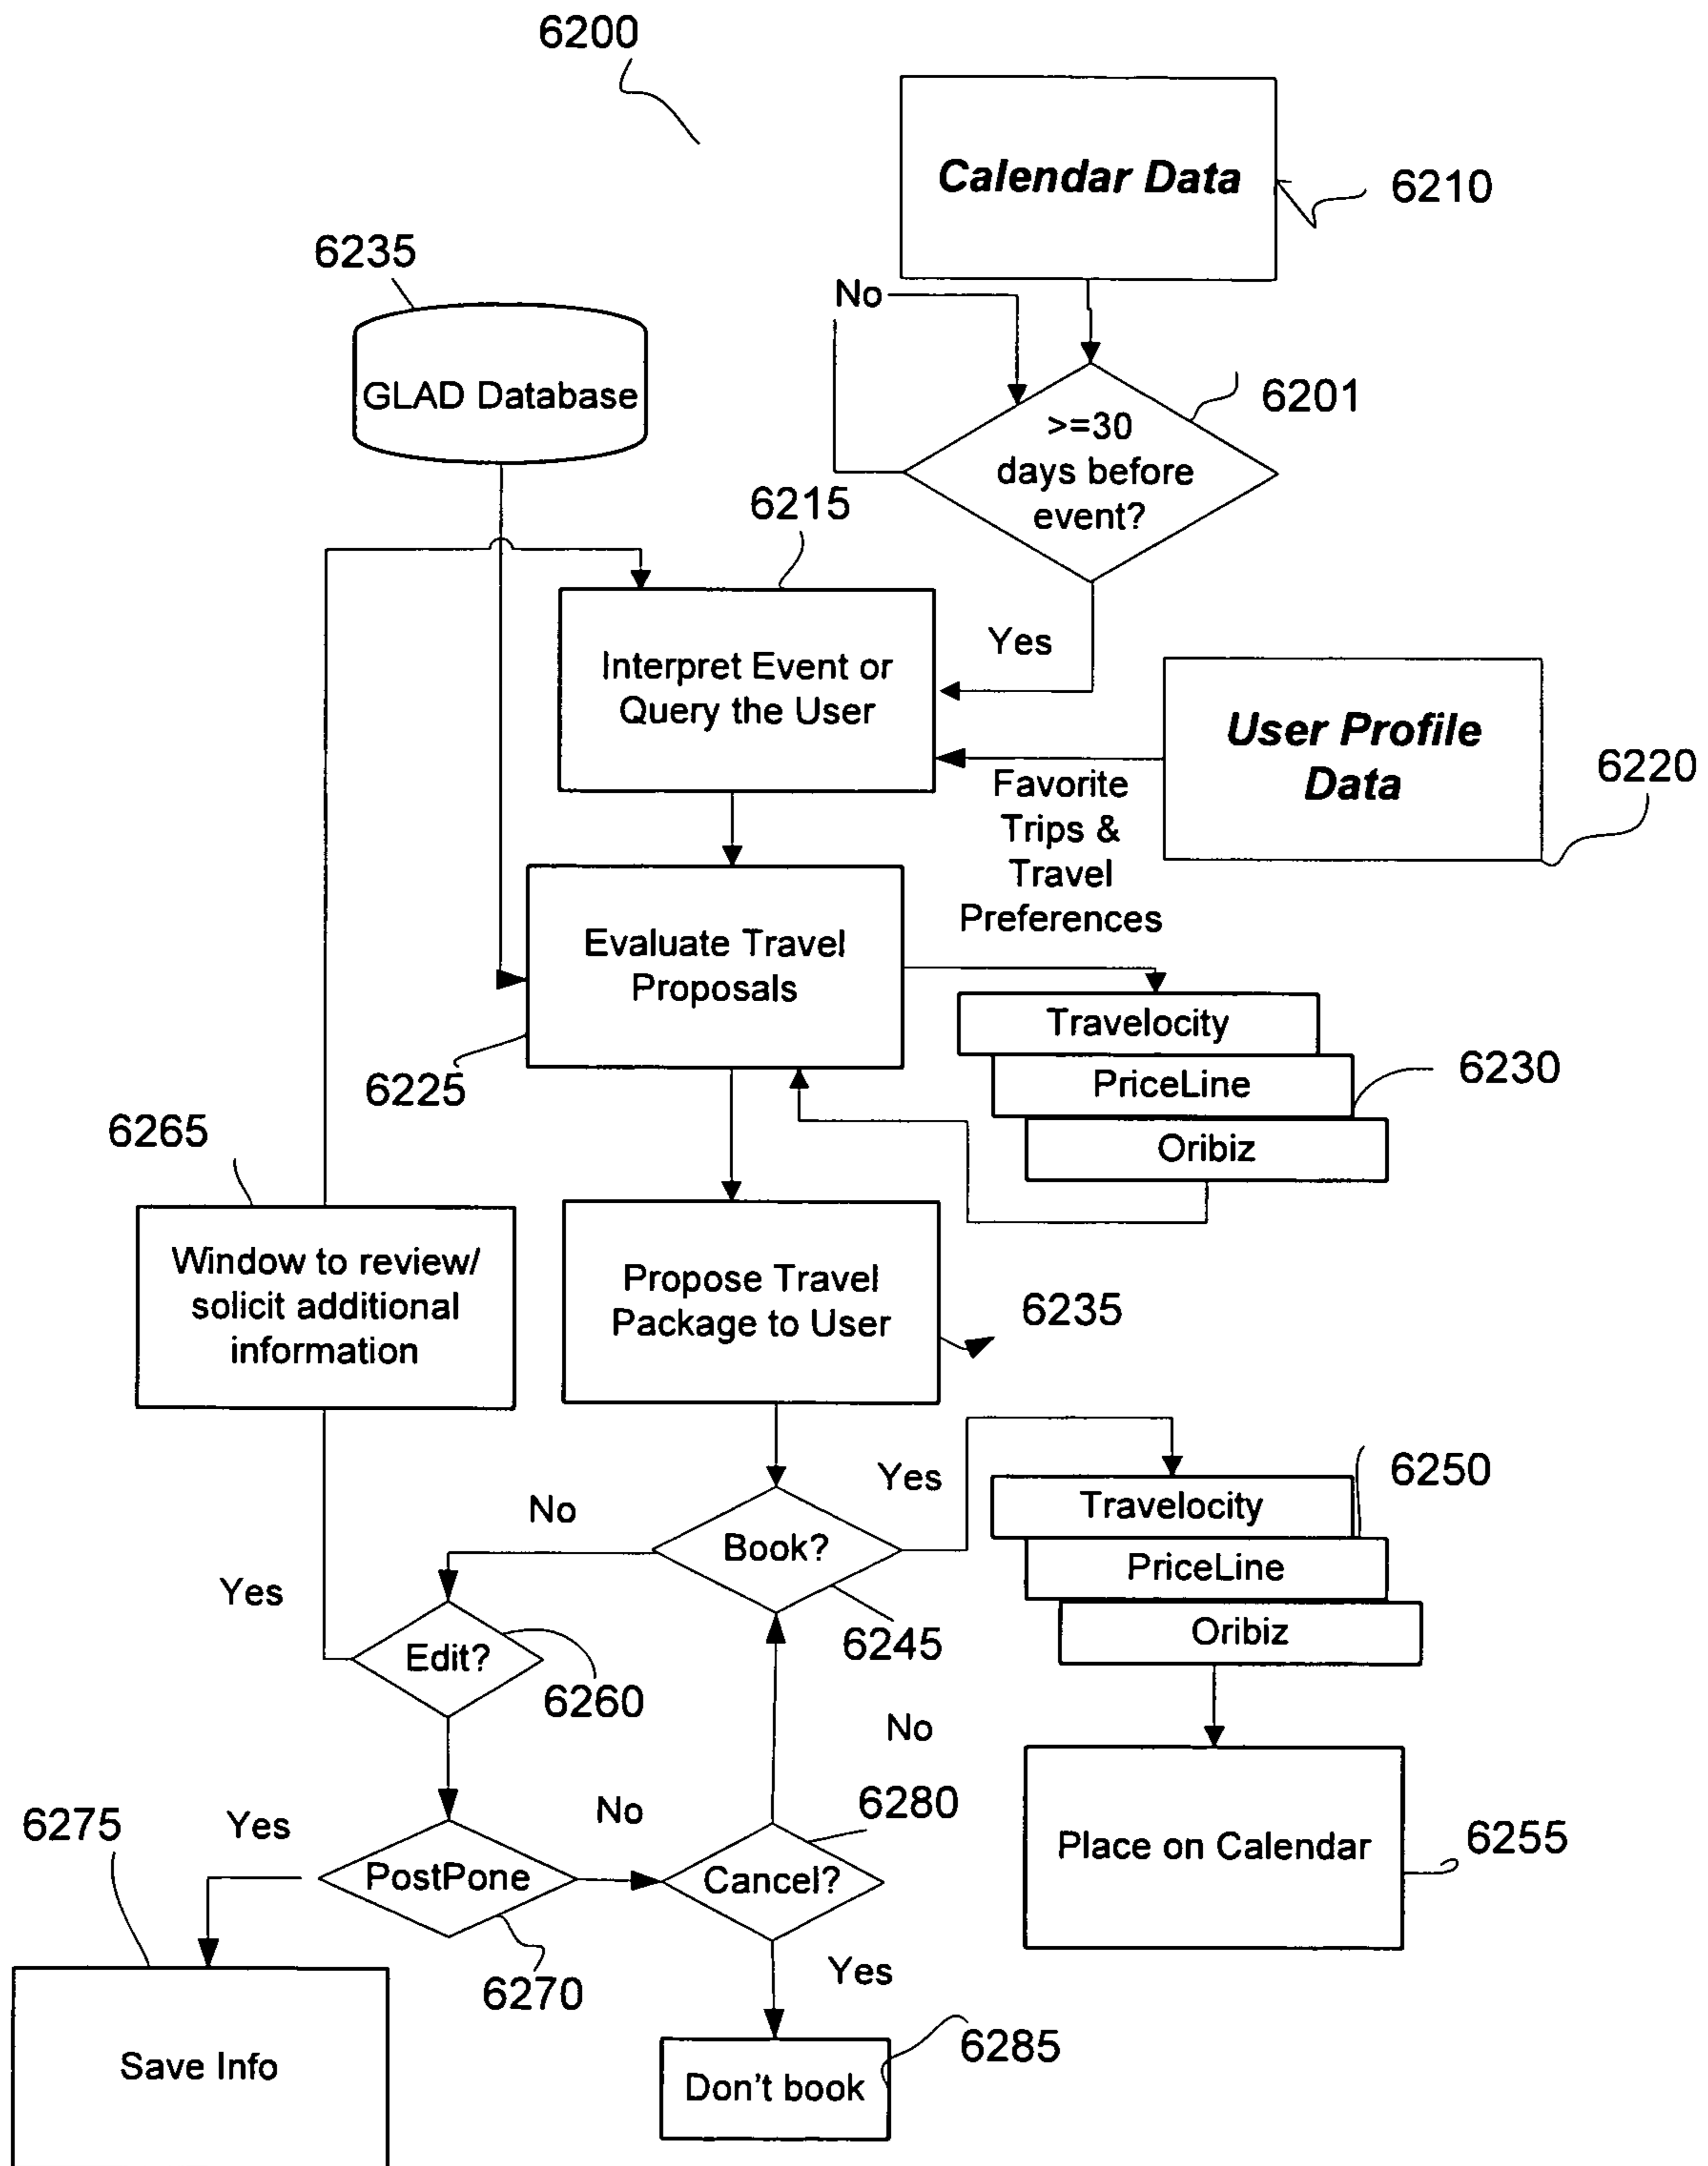 6200
Calendar Data
6210
6235
No
GLAD Database
6201
>=30
days before
event?
6215
Yes
Interpret Event or
Query the User
User Profile
Data
6220
Favorite
Trips &
Travel
Preferences
Evaluate Travel
Proposals
6225
Travelocity
PriceLine
Oribiz
6230
6265
Window to review/
solicit additional
information
Propose Travel
Package to User
6235
Yes
6250
No
Book?
Travelocity
PriceLine
Oribiz
Yes
6245
Edit?
6260
No
6275
Yes
No
6280
PostPone
Cancel?
Place on Calendar
6255
6270
Yes
Save Info
6285
Don't book